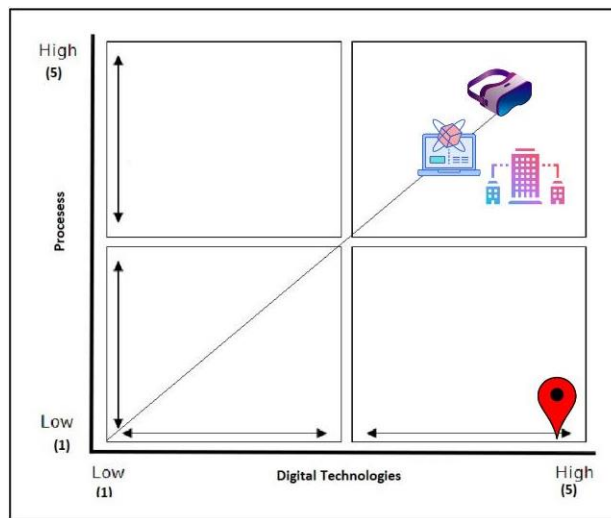 High
(5)
Procesess
Low
(1)
Low
(1)
Digital Technologies
High
(5)